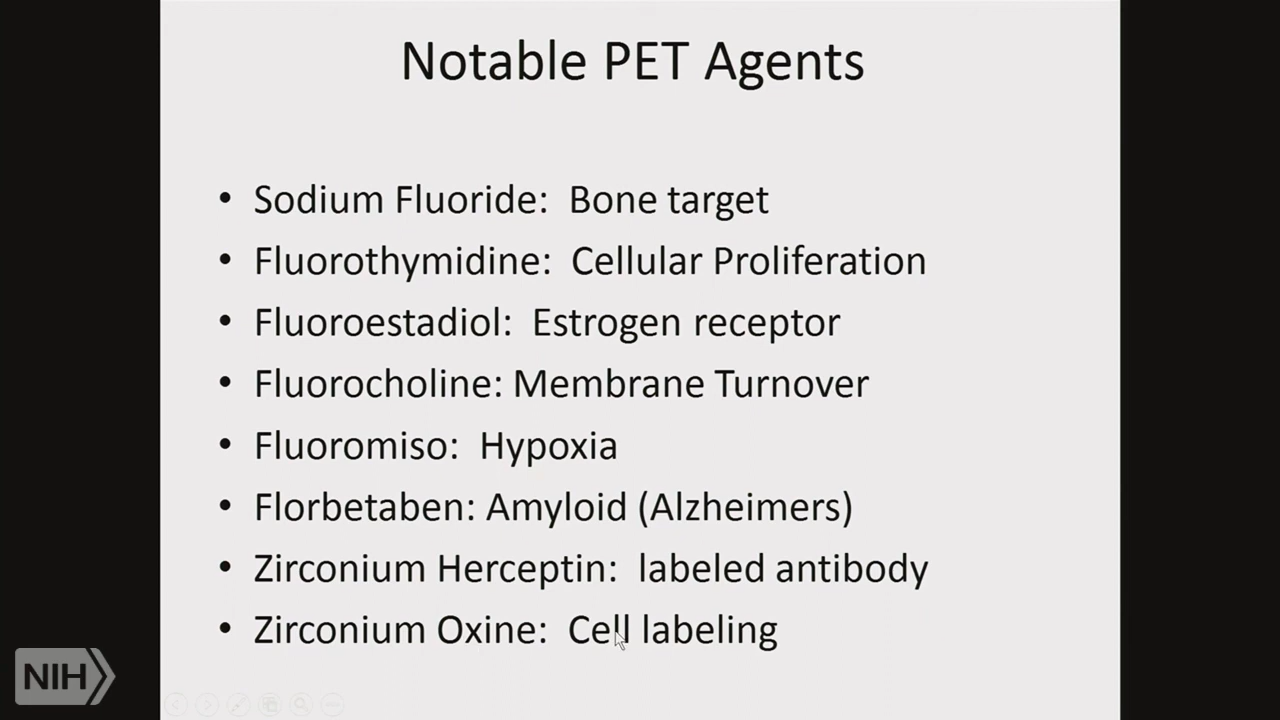 Notable PET Agents
• Sodium Fluoride: Bone target
• Fluorothymidine: Cellular Proliferation
• Fluoroestadiol: Estrogen receptor
• Fluorocholine: Membrane Turnover
• Fluoromiso: Hypoxia
• Florbetaben: Amyloid (Alzheimers)
• Zirconium Herceptin: labeled antibody
• Zirconium Oxine: Cell labeling
NIH